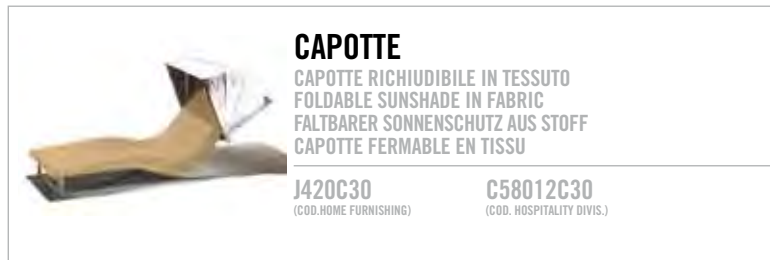 CAPOTTE
CAPOTTE RICHIUDIBILE IN TESSUTO
FOLDABLE SUNSHADE IN FABRIC
FALTBARER SONNENSCHUTZ AUS STOFF
CAPOTTE FERMABLE EN TISSU
J420C30 C58012C30
(COD.HOME FURNISHING) (COD. HOSPITALITY DIVIS.)